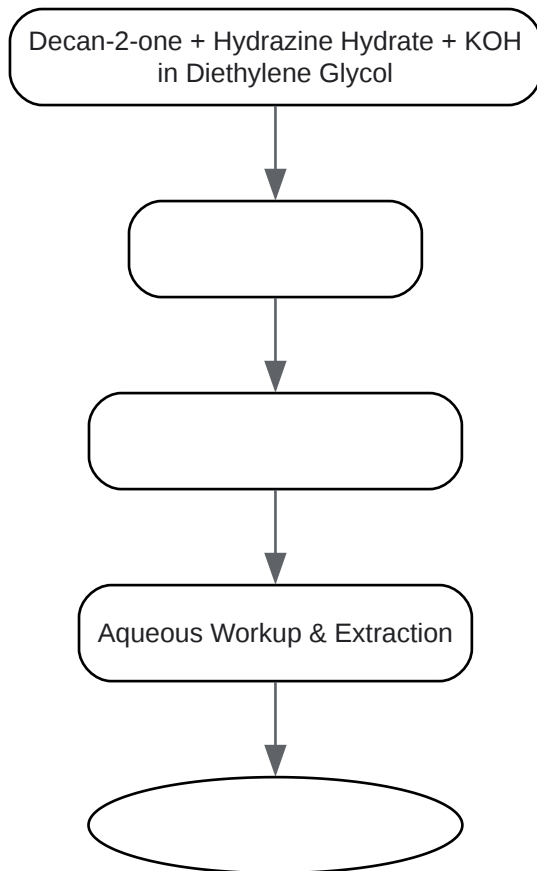 Decan-2-one + Hydrazine Hydrate + KOH
in Diethylene Glycol
Aqueous Workup & Extraction